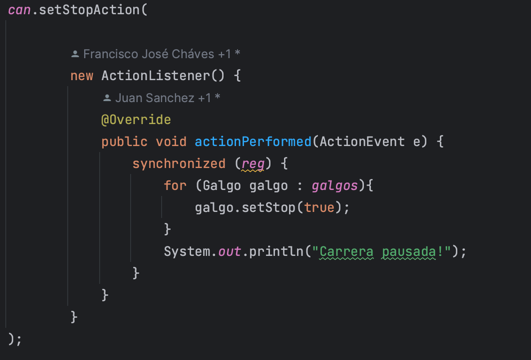 can.setStopAction(
Francisco José Cháves +1 *
new ActionListener() {
Juan Sanchez +1 *
@Override
public void actionPerformed(ActionEvent e) {
synchronized (reg) {
for (Galgo galgo : galgos){
galgo.setStop(true);
}
System.out.println("Carrera pausada!");
}
}
}
);